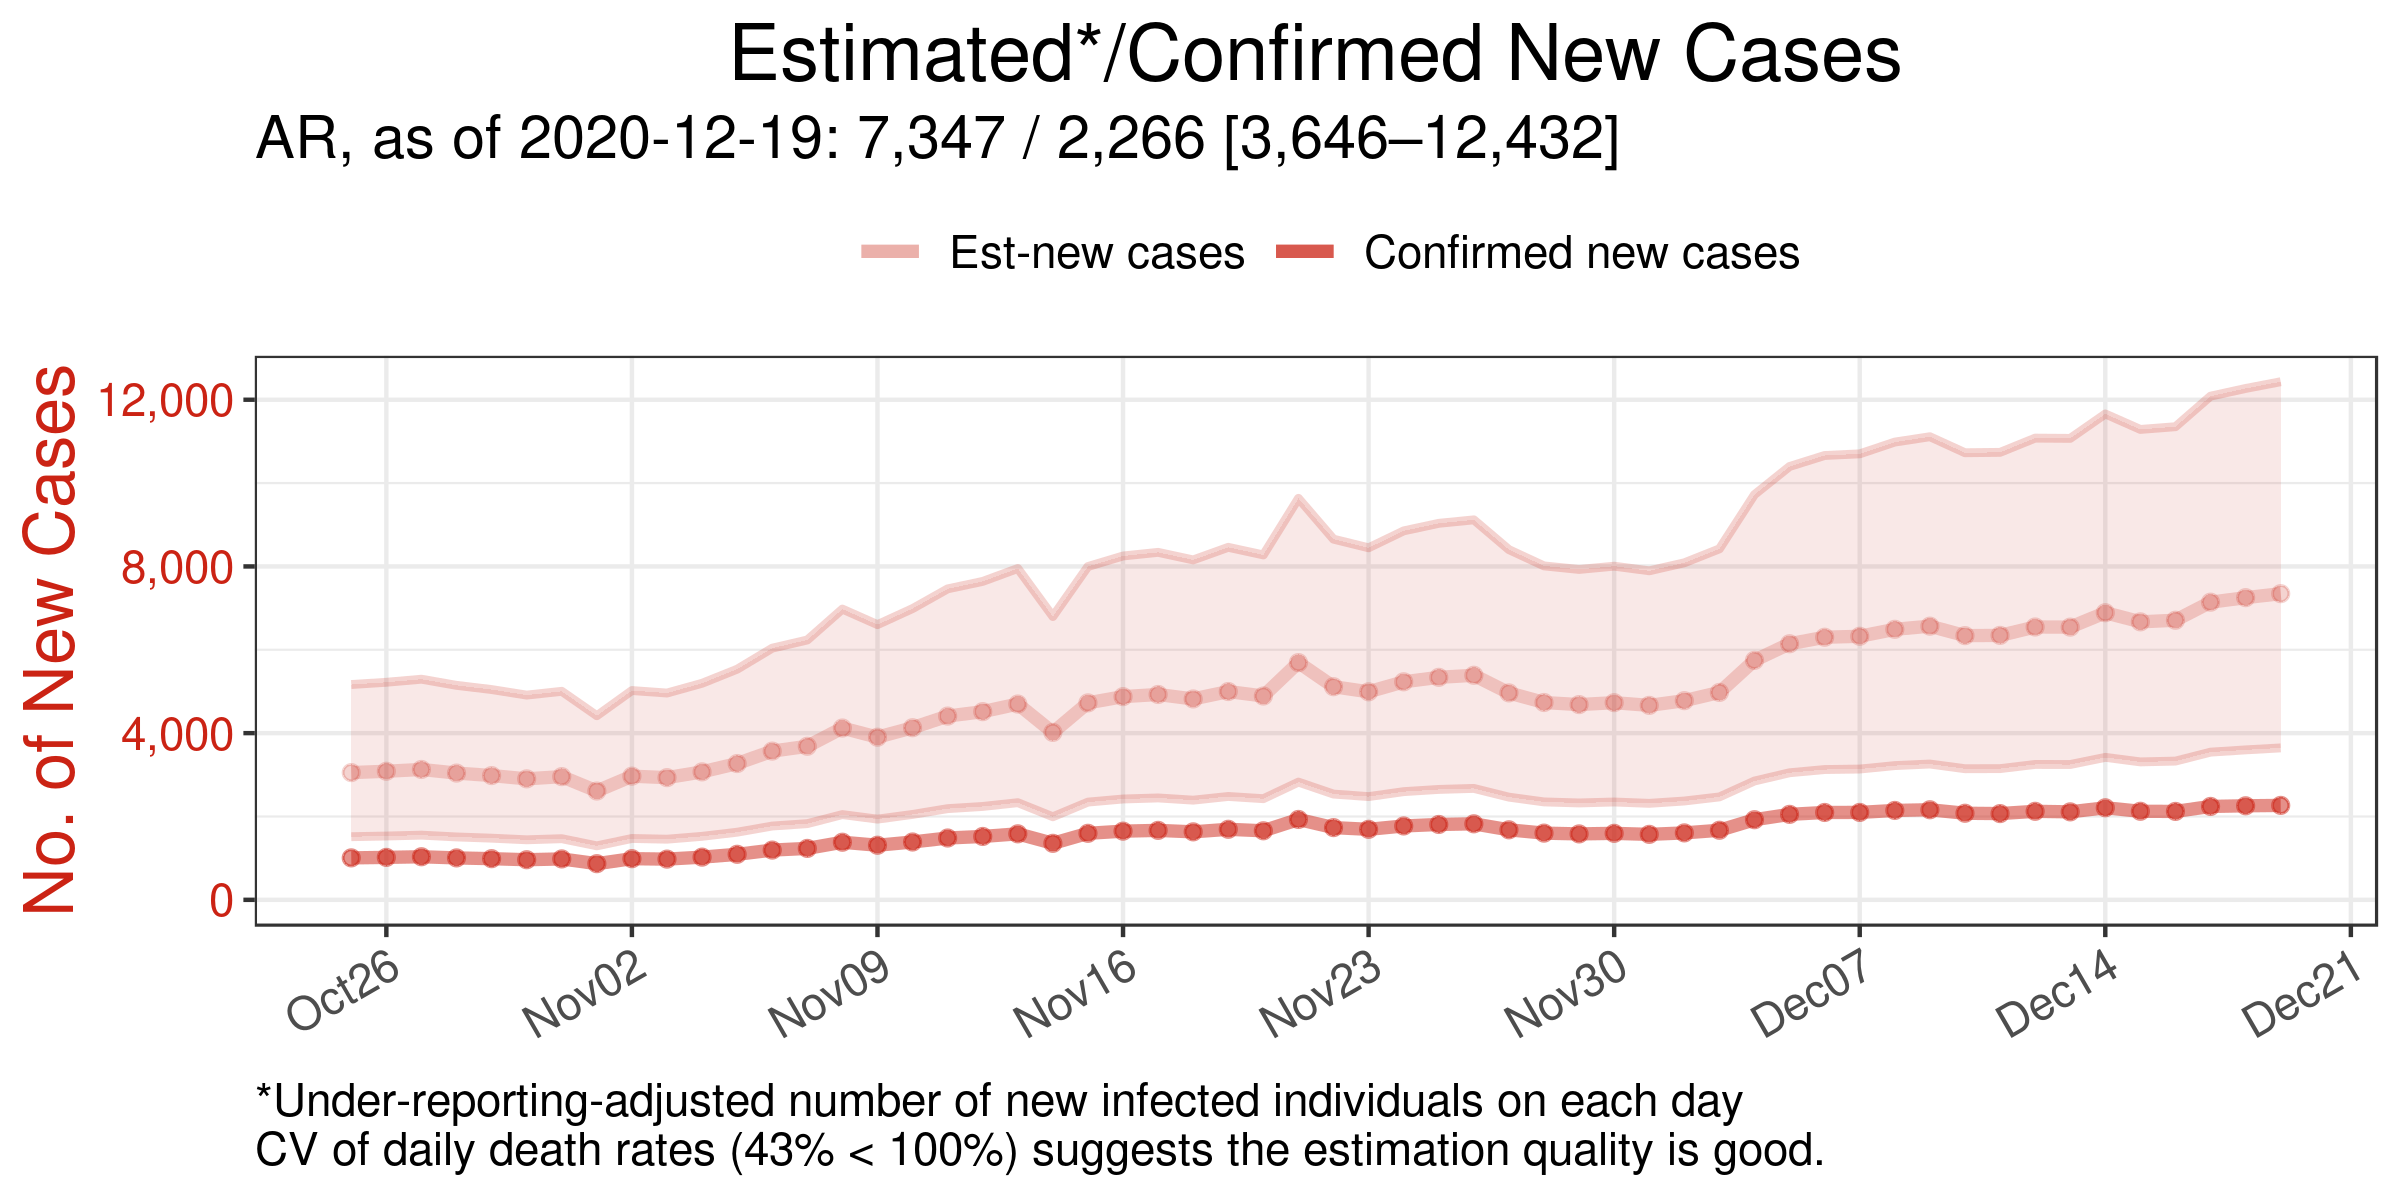 Estimated*/Confirmed New Cases
AR, as of 2020-12-19: 7,347 / 2,266 [3,646–12,432]
Est-new cases Confirmed new cases
No. of New Cases
12,000
8,000
4,000
0
Oct26 Nov02 Nov09 Nov16 Nov23 Nov30 Dec07 Dec14 Dec21
*Under-reporting-adjusted number of new infected individuals on each day
CV of daily death rates (43% < 100%) suggests the estimation quality is good.